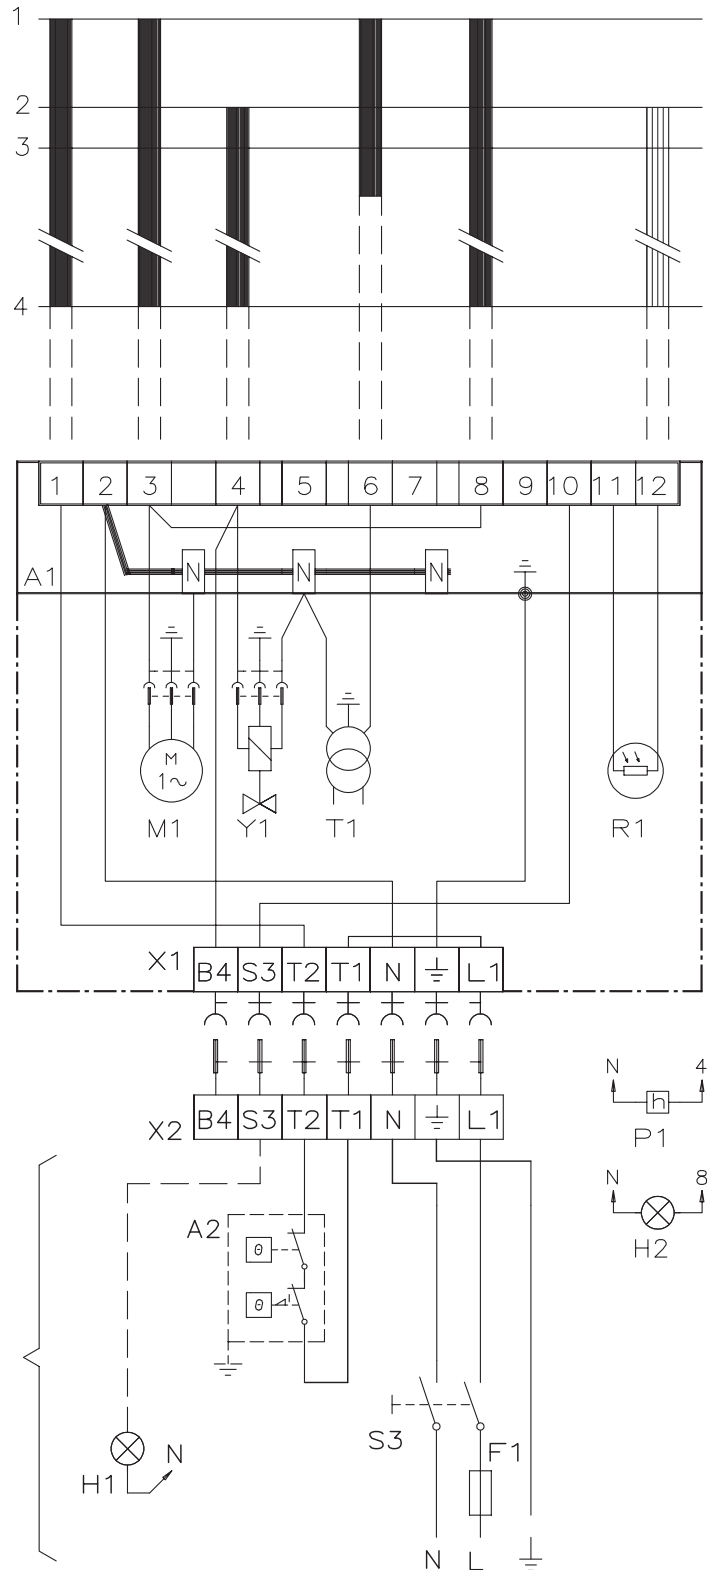 1
2
3
4
1 2 3 4 5 6 7 8 9 10 11 12
A1 N N N
M
1~
M1 Y1 T1 R1
X1 B4 S3 T2 T1 N L1
N 4
h
P1
X2 B4 S3 T2 T1 N L1
N 8
H2
A2
θ
θ
S3
F1
H1 N
N L